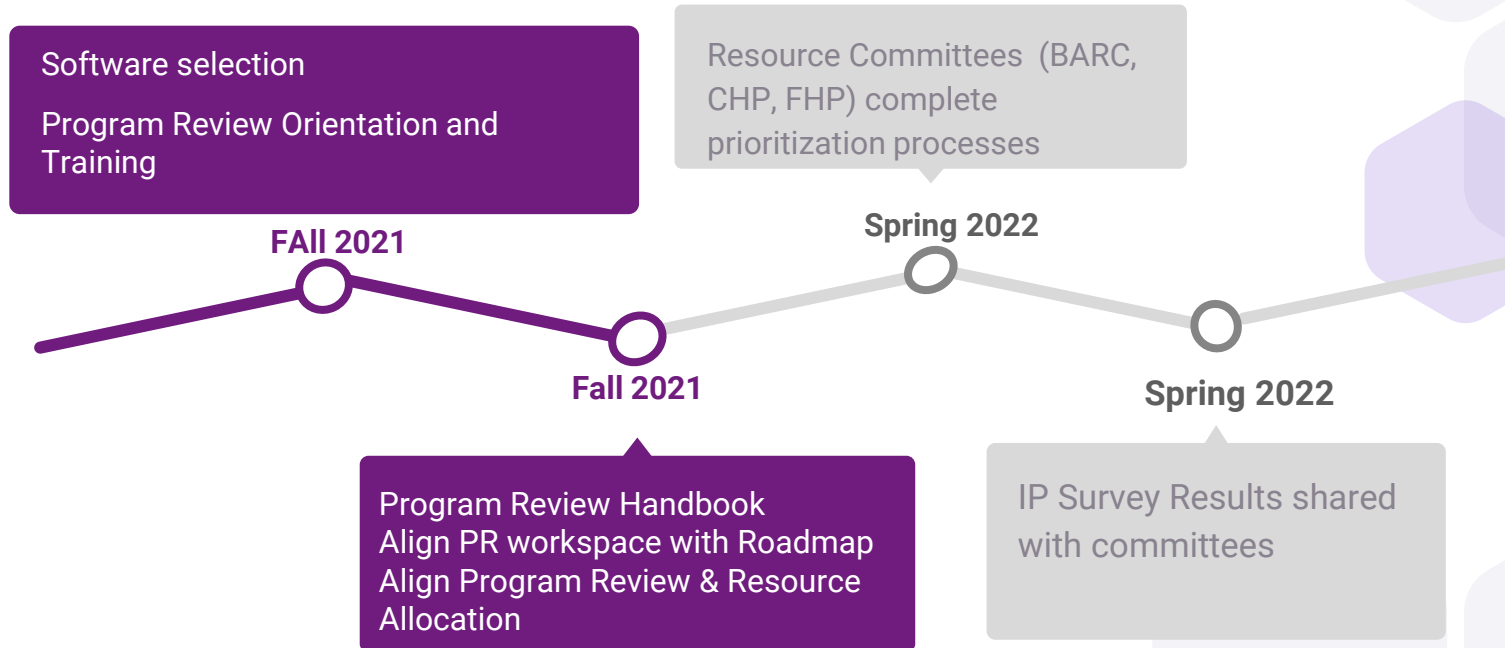 Software selection
Program Review Orientation and
Training
FAll 2021
Resource Committees  (BARC,
CHP, FHP) complete
prioritization processes
Spring 2022
Fall 2021
Program Review Handbook
Align PR workspace with Roadmap
Align Program Review & Resource
Allocation
Spring 2022
IP Survey Results shared
with committees